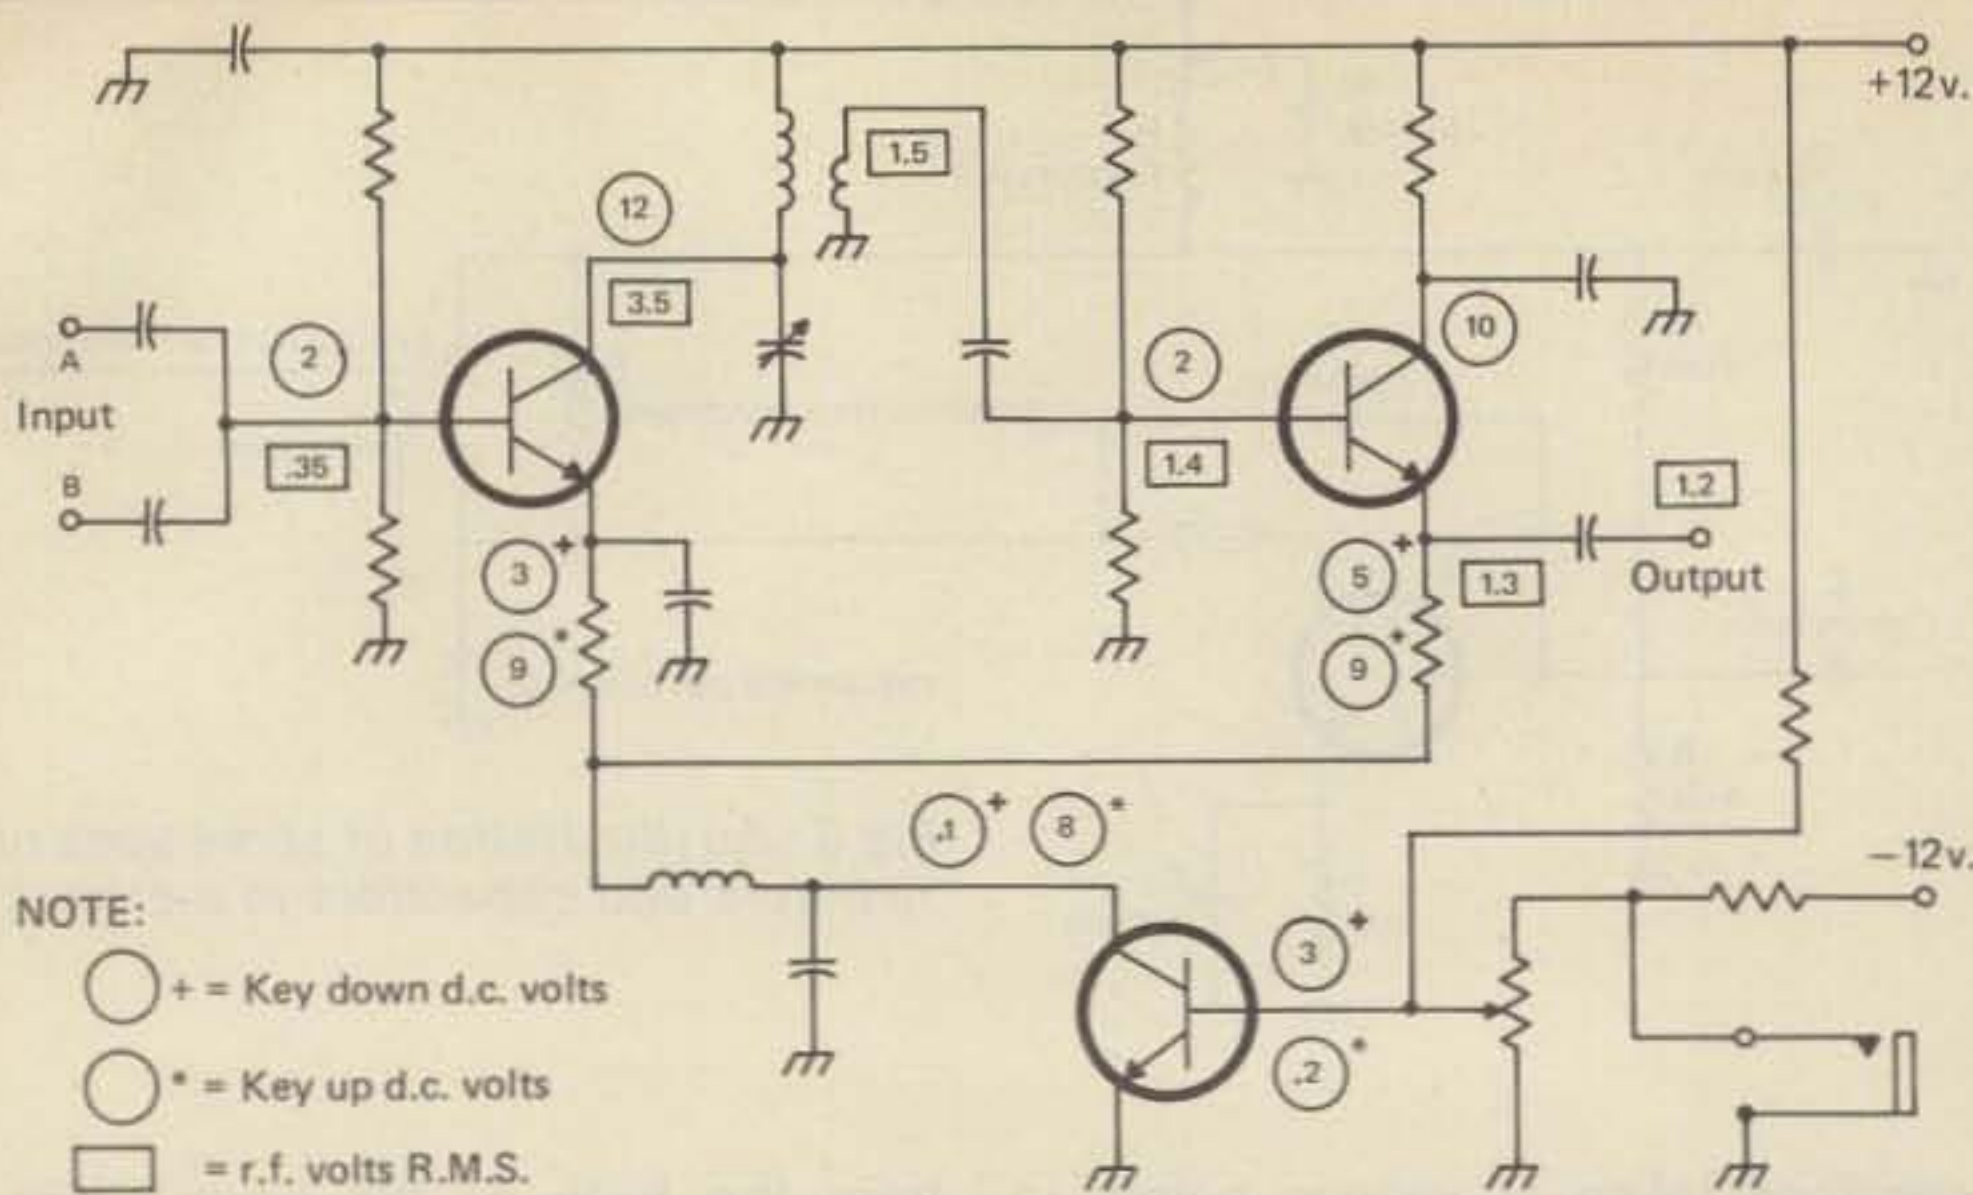 +12v.
1.5
12
3.5
A
2
10
2
Input
.35
1.4
B
1.2
3 +
5 +
1.3
Output
9 *
9 *
.1 + 8 *
-12v.
NOTE:
3 +
+ = Key down d.c. volts
.2 *
* = Key up d.c. volts
= r.f. volts R.M.S.